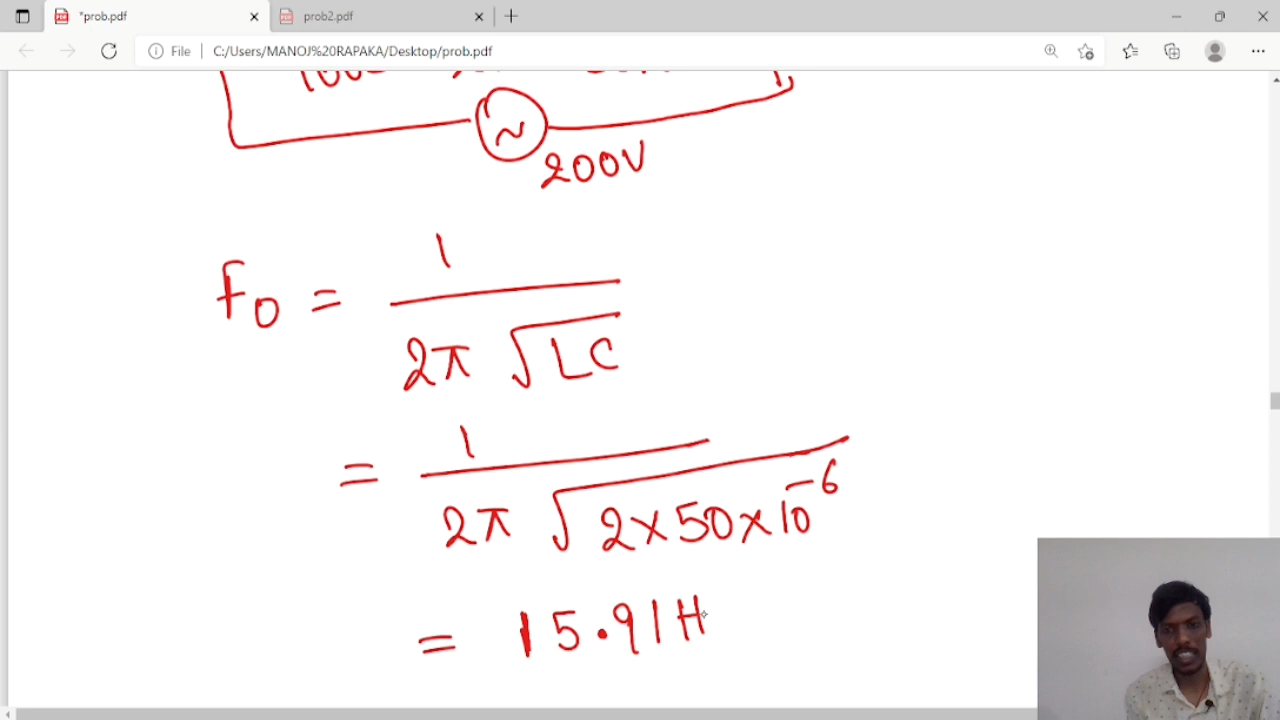 *prob.pdf
prob2.pdf
File
C:/Users/MANOJ%20RAPAKA/Desktop/prob.pdf
200V
F0 = 1 / 2π √LC
= 1 / 2π √2×50×10⁻⁶
= 15.91H